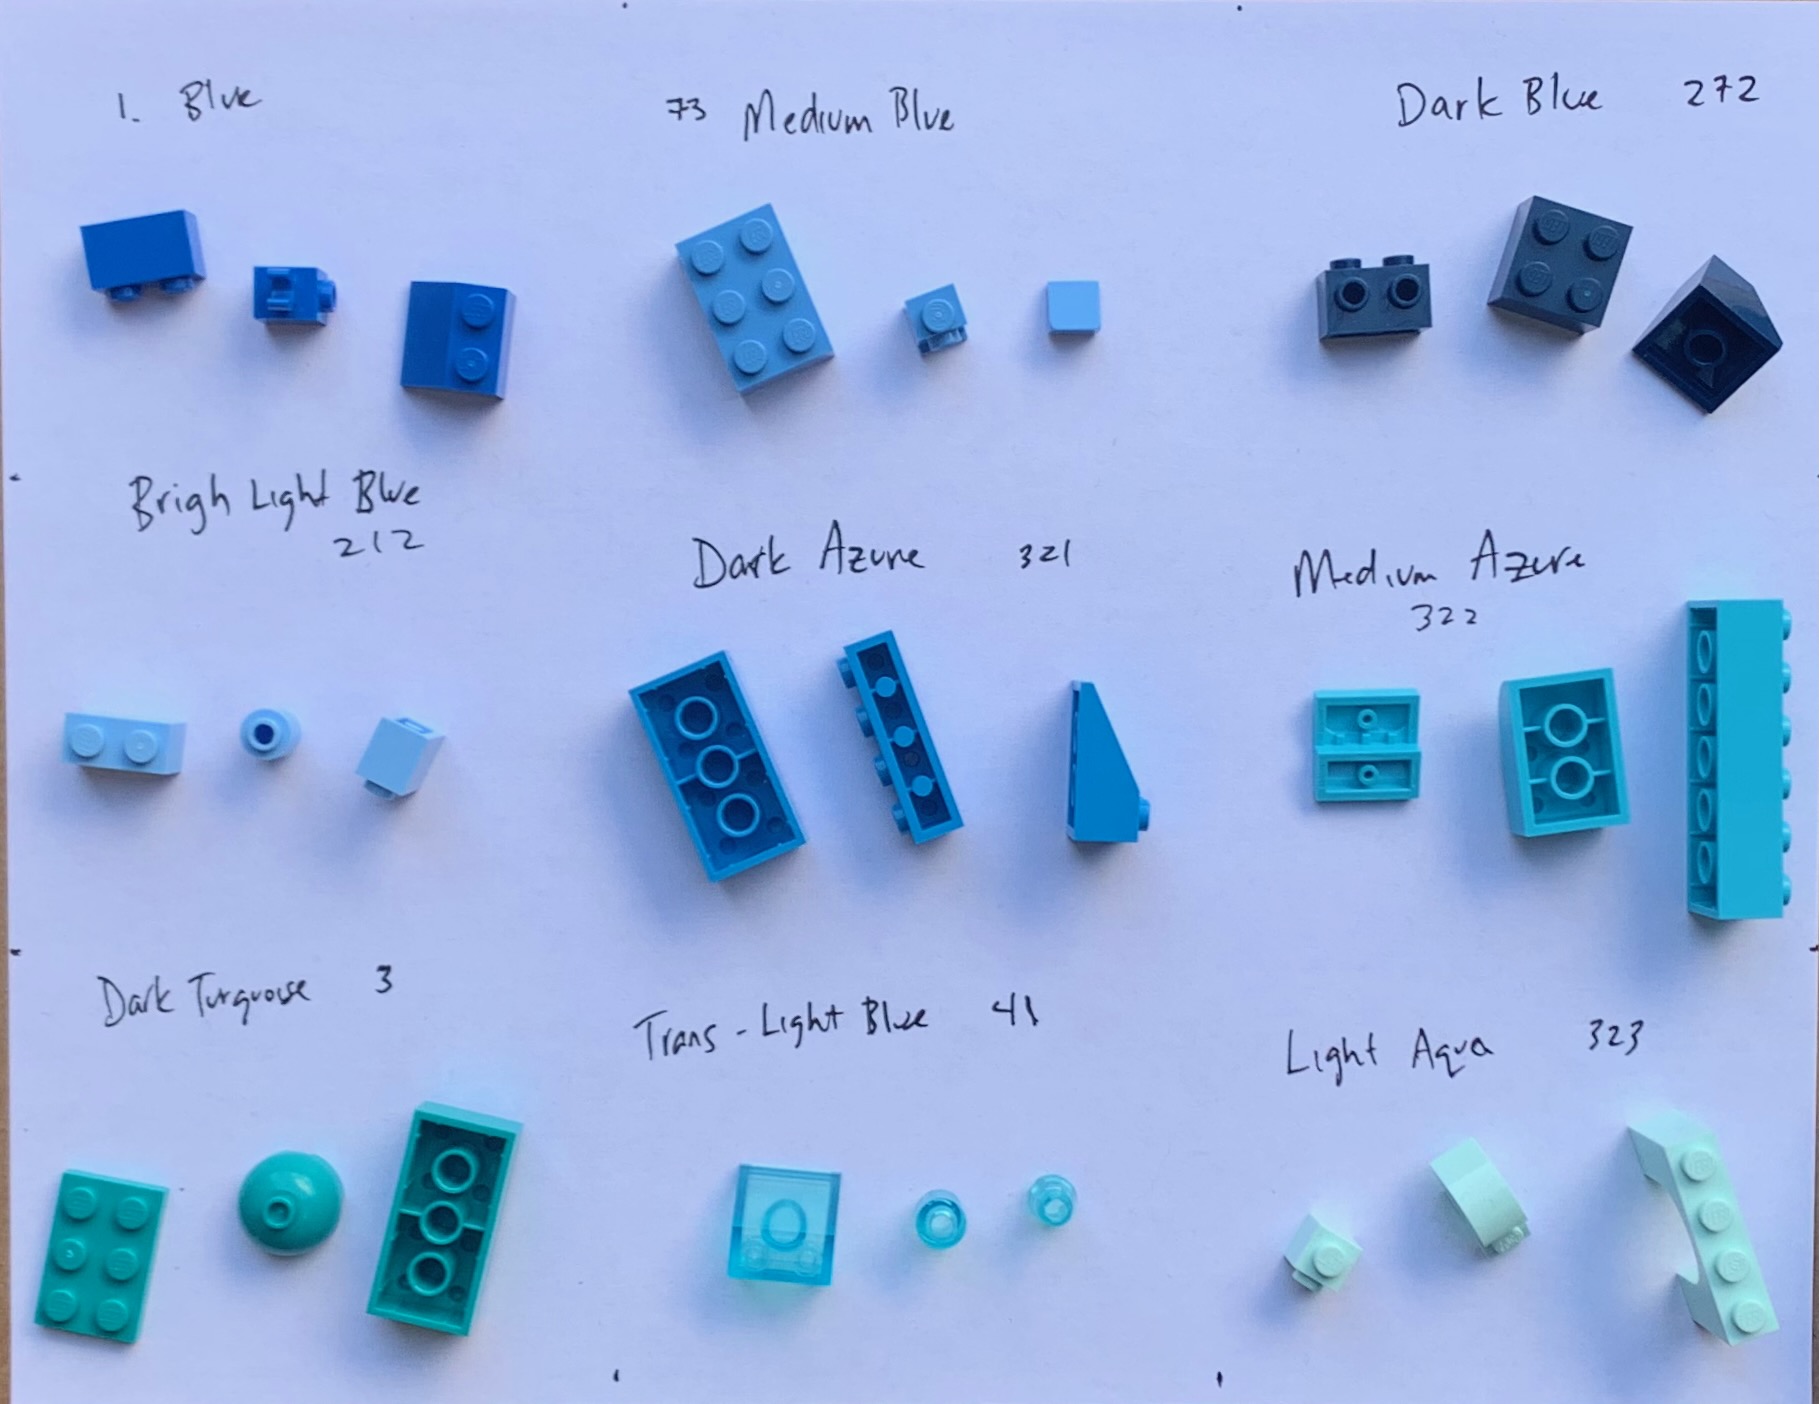 1. Blue
73 Medium Blue
Dark Blue 272
Brigh Light Blue
212
Dark Azure 321
Medium Azure
322
Dark Turquoise 3
Trans - Light Blue 41
Light Aqua 323